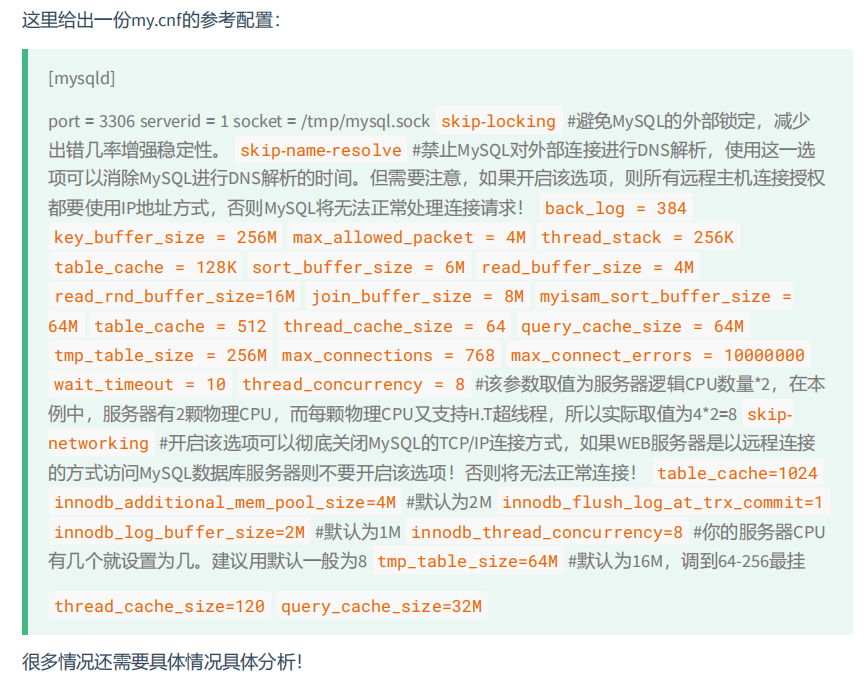 这里给出一份my.cnf的参考配置：
[mysqld]
port = 3306 serverid = 1 socket = /tmp/mysql.sock skip-locking #避免MySQL的外部锁定，减少
出错几率增强稳定性。 skip-name-resolve #禁止MySQL对外部连接进行DNS解析，使用这一选
项可以消除MySQL进行DNS解析的时间。但需要注意，如果开启该选项，则所有远程主机连接授权
都要使用IP地址方式，否则MySQL将无法正常处理连接请求！ back_log = 384
key_buffer_size = 256M max_allowed_packet = 4M thread_stack = 256K
table_cache = 128K sort_buffer_size = 6M read_buffer_size = 4M
read_rnd_buffer_size=16M join_buffer_size = 8M myisam_sort_buffer_size =
64M table_cache = 512 thread_cache_size = 64 query_cache_size = 64M
tmp_table_size = 256M max_connections = 768 max_connect_errors = 10000000
wait_timeout = 10 thread_concurrency = 8 #该参数取值为服务器逻辑CPU数量*2，在本
例中，服务器有2颗物理CPU，而每颗物理CPU又支持H.T超线程，所以实际取值为4*2=8 skip-
networking #开启该选项可以彻底关闭MySQL的TCP/IP连接方式，如果WEB服务器是以远程连接
的方式访问MySQL数据库服务器则不要开启该选项！否则将无法正常连接！ table_cache=1024
innodb_additional_mem_pool_size=4M #默认为2M innodb_flush_log_at_trx_commit=1
innodb_log_buffer_size=2M #默认为1M innodb_thread_concurrency=8 #你的服务器CPU
有几个就设置为几。建议用默认一般为8 tmp_table_size=64M #默认为16M，调到64-256最挂
thread_cache_size=120 query_cache_size=32M
很多情况还需要具体情况具体分析！